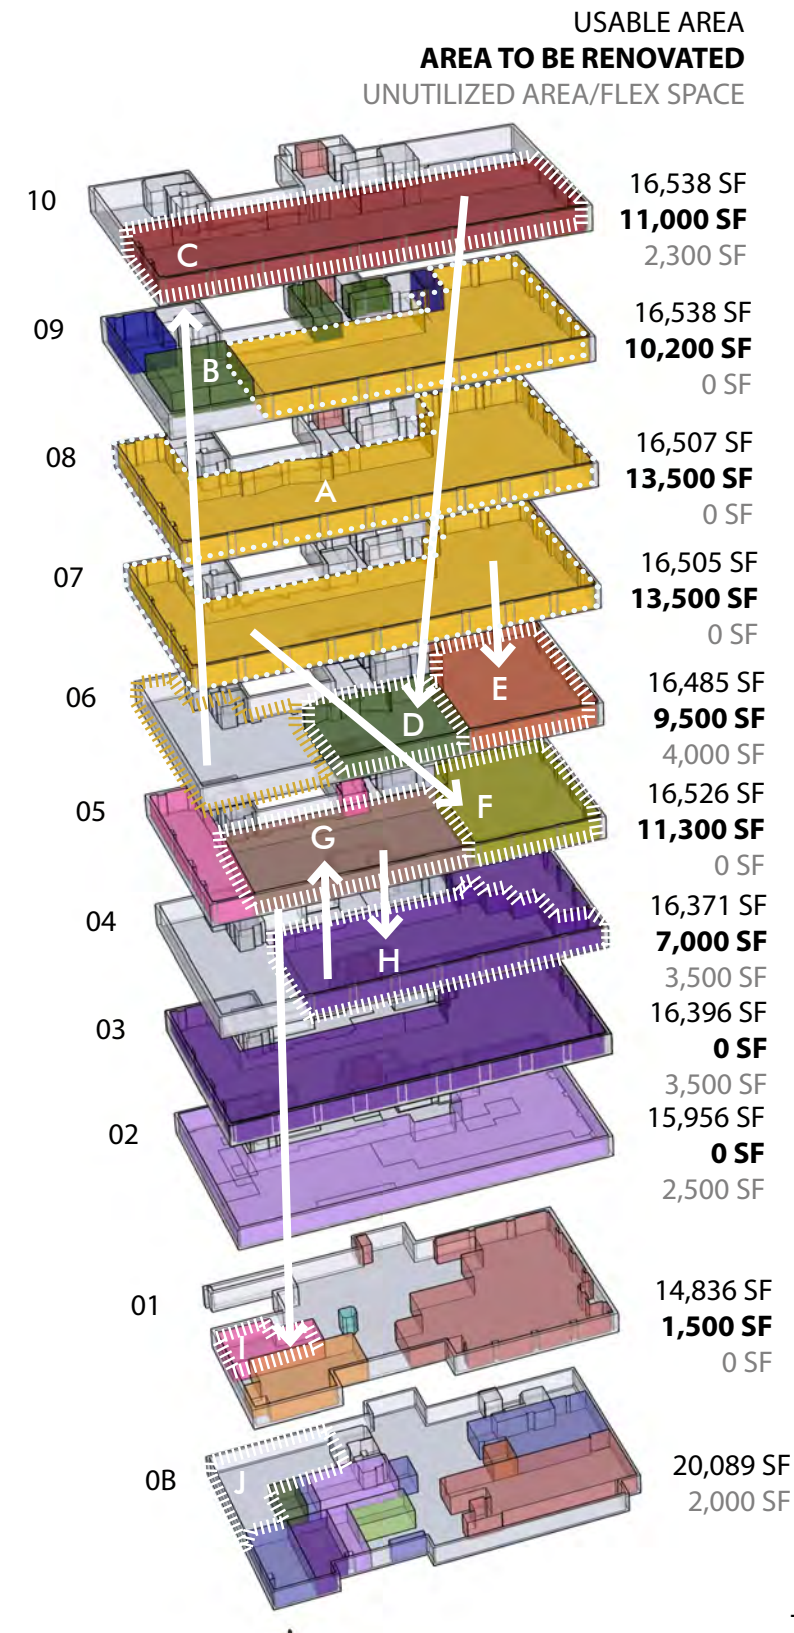 USABLE AREA
AREA TO BE RENOVATED
UNUTILIZED AREA/FLEX SPACE
10
C
16,538 SF
11,000 SF
2,300 SF
09
B
16,538 SF
10,200 SF
0 SF
08
A
16,507 SF
13,500 SF
0 SF
07
16,505 SF
13,500 SF
0 SF
06
D
E
16,485 SF
9,500 SF
4,000 SF
05
G
F
16,526 SF
11,300 SF
0 SF
04
H
16,371 SF
7,000 SF
3,500 SF
03
16,396 SF
0 SF
3,500 SF
02
15,956 SF
0 SF
2,500 SF
01
I
14,836 SF
1,500 SF
0 SF
0B
J
20,089 SF
2,000 SF